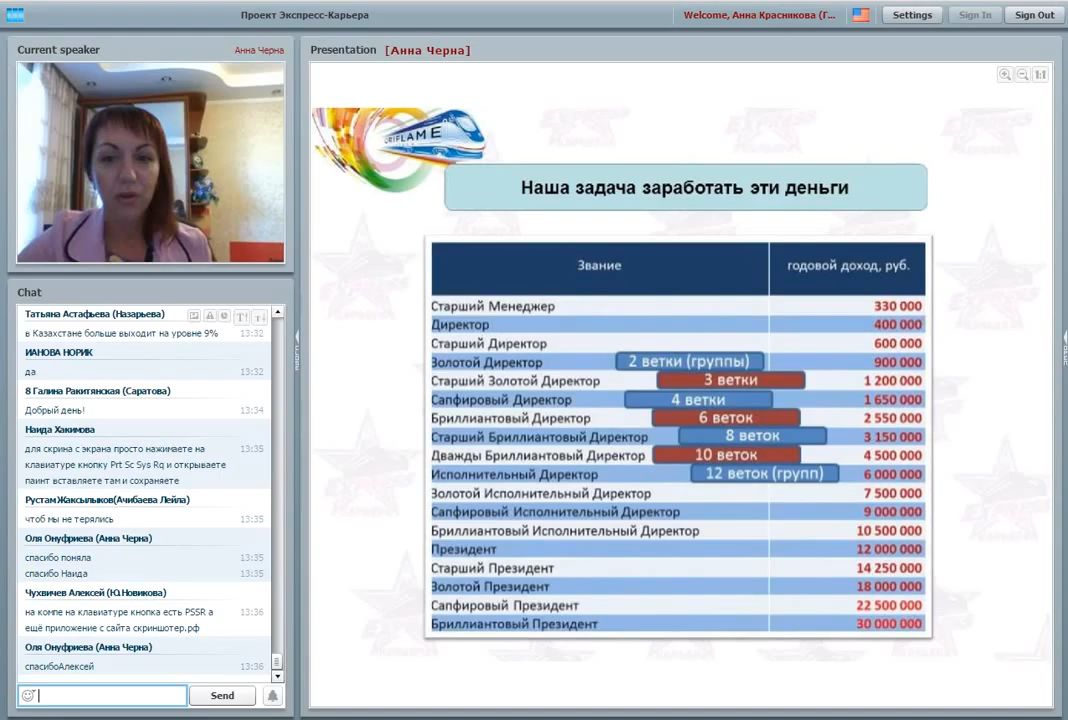 Проект Экспресс-Карьера
Welcome, Анна Красникова (Г...
Settings
Sign In
Sign Out
Current speaker
Анна Черна
Chat
Татьяна Астафьева (Назарьева)
в Казахстане больше выходит на уровне 9% 13:32
ИАНОВА НОРИК
да 13:32
8 Галина Ракитянская (Саратова)
Добрый день! 13:34
Наида Хакимова
для скрина с экрана просто нажимаете на 13:35
клавиатуре кнопку Prt Sc Sys Rq и открываете
паинт вставляете там и сохраняете
Рустам Жаксылыков(Ачибаева Лейла)
чтоб мы не терялись 13:35
Оля Онуфриева (Анна Черна)
спасибо поняла 13:35
спасибо Наида 13:35
Чухвичев Алексей (Ю.Новикова)
на компе на клавиатуре кнопка есть PSSR а 13:36
ещё приложение с сайта скриншотер.рф
Оля Онуфриева (Анна Черна)
спасибоАлексей 13:36
Send
Presentation [Анна Черна]
1:1
ORIFLAME
Наша задача заработать эти деньги
Звание годовой доход, руб.
Старший Менеджер 330 000
Директор 400 000
Старший Директор 600 000
Золотой Директор 2 ветки (группы) 900 000
Старший Золотой Директор 3 ветки 1 200 000
Сапфировый Директор 4 ветки 1 650 000
Бриллиантовый Директор 6 веток 2 550 000
Старший Бриллиантовый Директор 8 веток 3 150 000
Дважды Бриллиантовый Директор 10 веток 4 500 000
Исполнительный Директор 12 веток (групп) 6 000 000
Золотой Исполнительный Директор 7 500 000
Сапфировый Исполнительный Директор 9 000 000
Бриллиантовый Исполнительный Директор 10 500 000
Президент 12 000 000
Старший Президент 14 250 000
Золотой Президент 18 000 000
Сапфировый Президент 22 500 000
Бриллиантовый Президент 30 000 000